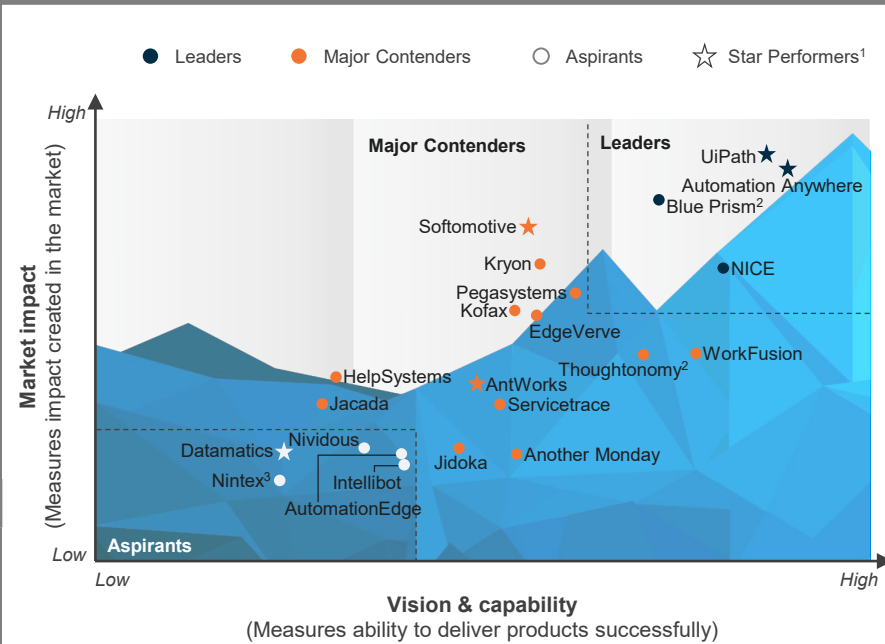 Leaders
Major Contenders
Aspirants
Star Performers¹
High
Major Contenders
Leaders
UiPath
Automation Anywhere
Blue Prism²
Softomotive
Kryon
NICE
Pegasystems
Kofax
EdgeVerve
Thoughtonomy²
WorkFusion
HelpSystems
AntWorks
Jacada
Servicetrace
Nividous
Datamatics
Jidoka
Another Monday
Nintex³
Intellibot
AutomationEdge
Aspirants
Low
Low
High
Market impact
(Measures impact created in the market)
Vision & capability
(Measures ability to deliver products successfully)